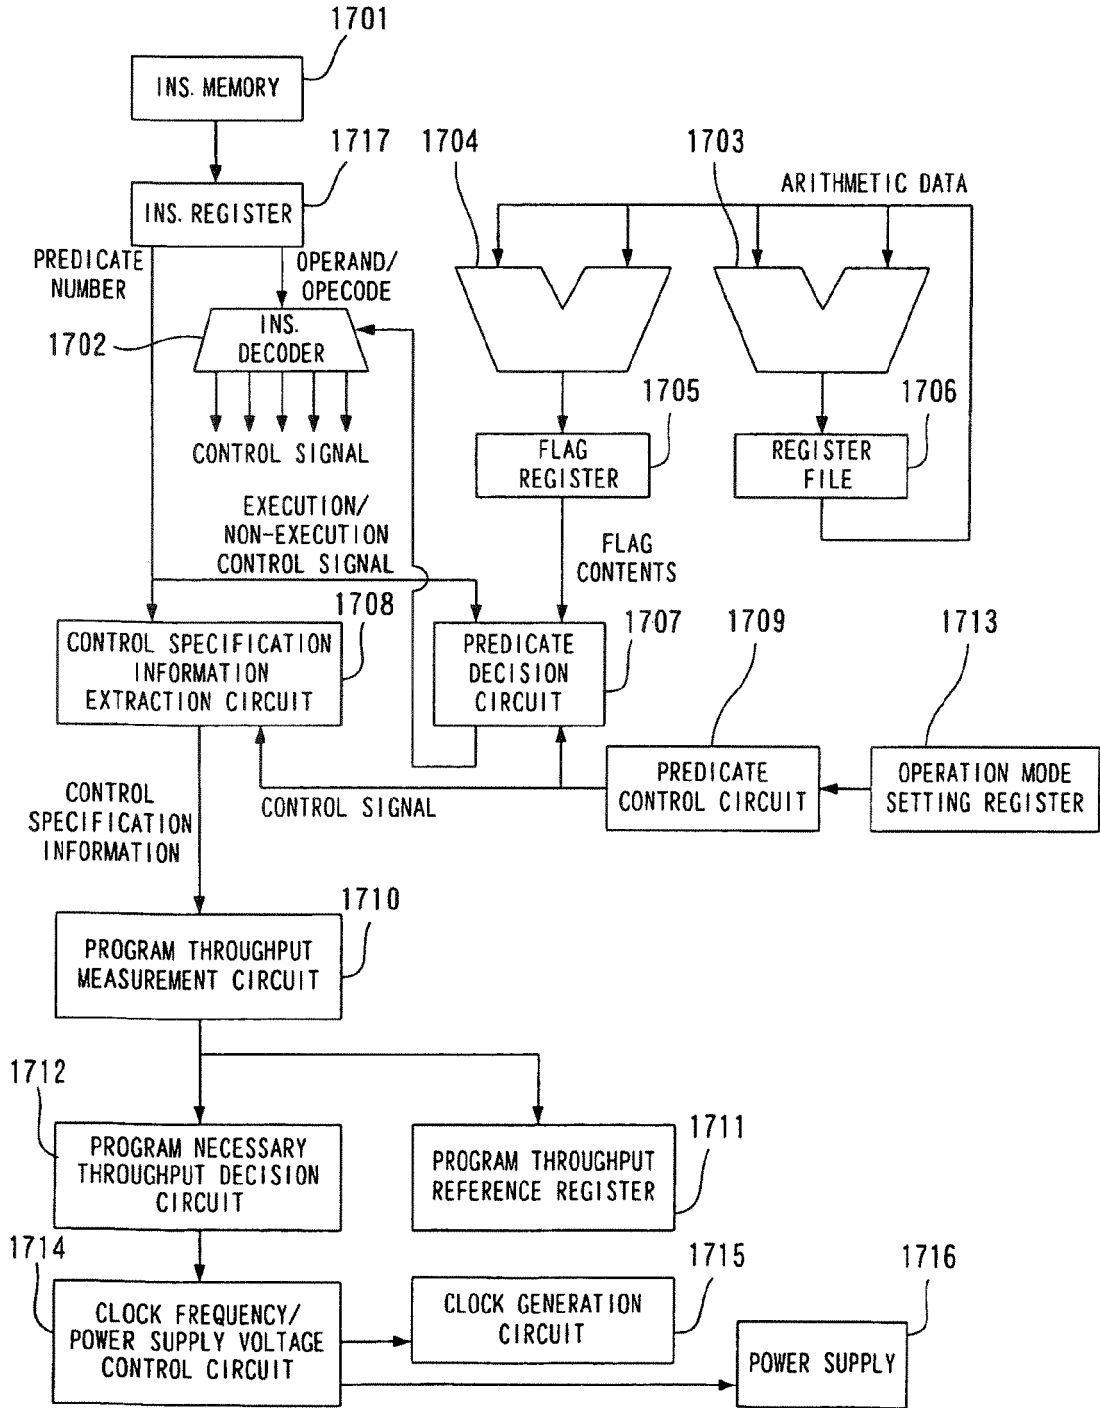 1701
INS. MEMORY
1717
1704
1703
INS. REGISTER
ARITHMETIC DATA
PREDICATE
NUMBER
OPERAND/
OPECODE
1702
INS.
DECODER
1705
1706
CONTROL SIGNAL
FLAG
REGISTER
REGISTER
FILE
EXECUTION/
NON-EXECUTION
CONTROL SIGNAL
FLAG
CONTENTS
1708
1707
1709
1713
CONTROL SPECIFICATION
INFORMATION
EXTRACTION CIRCUIT
PREDICATE
DECISION
CIRCUIT
PREDICATE
CONTROL CIRCUIT
OPERATION MODE
SETTING REGISTER
CONTROL SIGNAL
CONTROL
SPECIFICATION
INFORMATION
1710
PROGRAM THROUGHPUT
MEASUREMENT CIRCUIT
1712
1711
PROGRAM NECESSARY
THROUGHPUT DECISION
CIRCUIT
PROGRAM THROUGHPUT
REFERENCE REGISTER
1714
1715
1716
CLOCK FREQUENCY/
POWER SUPPLY VOLTAGE
CONTROL CIRCUIT
CLOCK GENERATION
CIRCUIT
POWER SUPPLY